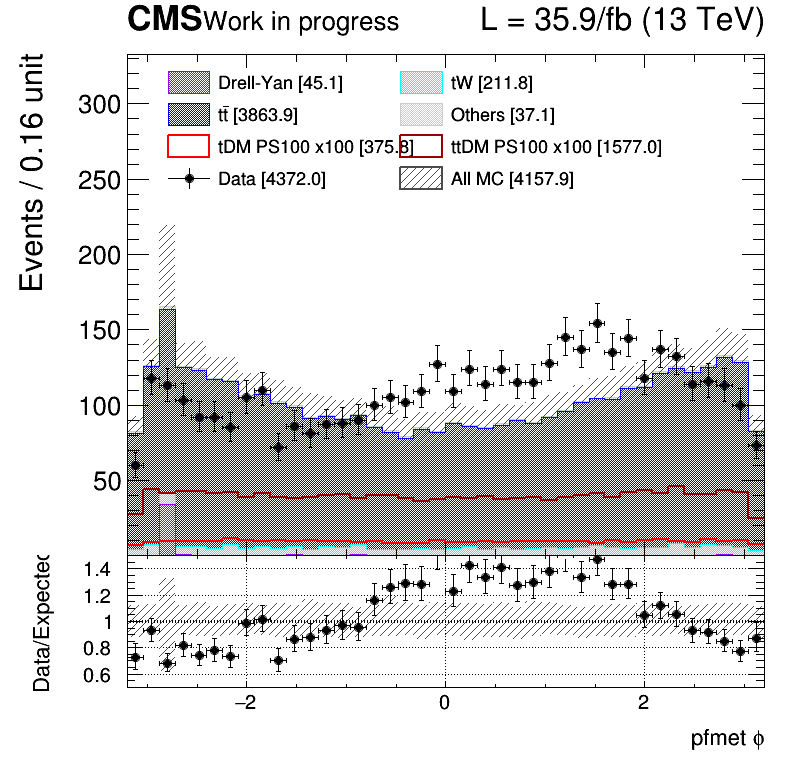 CMS Work in progress L = 35.9/fb (13 TeV)
Events / 0.16 unit
300
250
200
150
100
50
Drell-Yan [45.1] tW [211.8]
tt̄ [3863.9] Others [37.1]
tDM PS100 x100 [375.8] ttDM PS100 x100 [1577.0]
Data [4372.0] All MC [4157.9]
Data/Expected
1.4
1.2
1
0.8
0.6
−2 0 2
pfmet ϕ